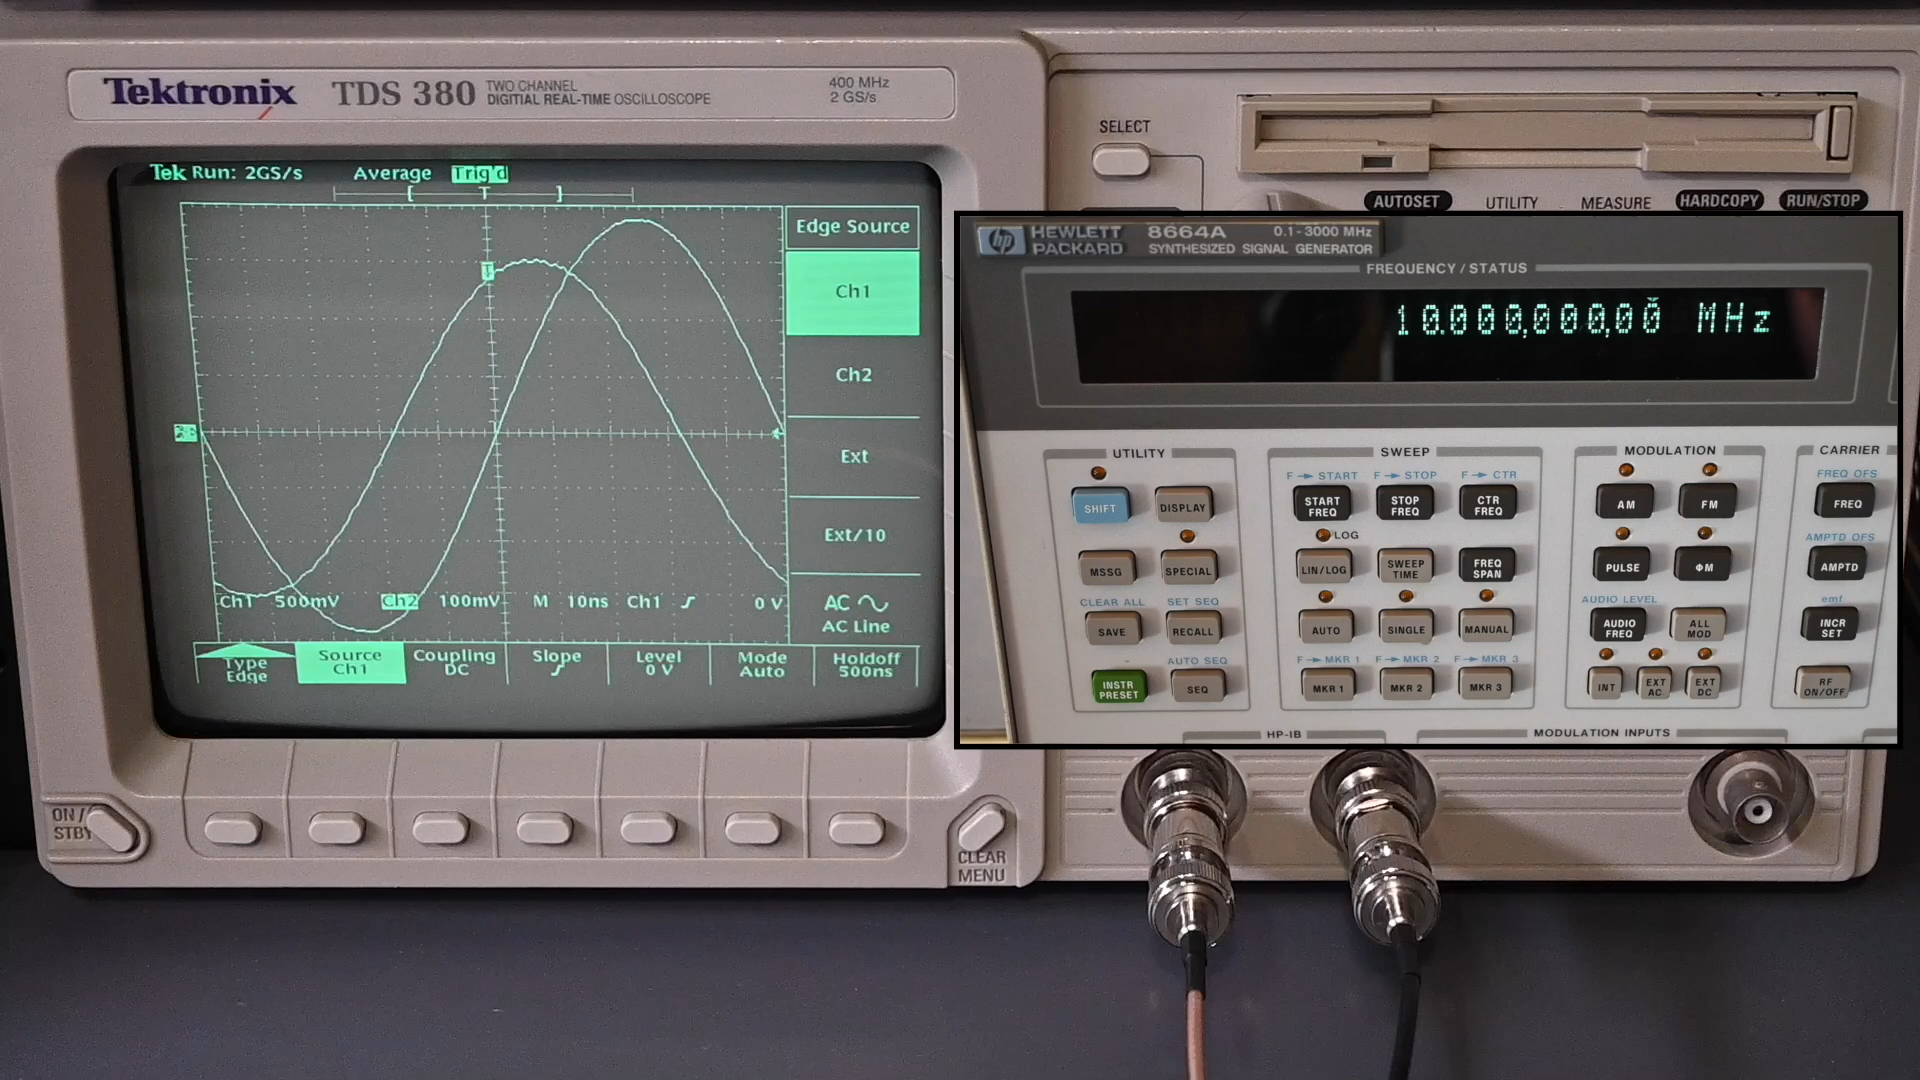 Tektronix TDS 380 TWO CHANNEL DIGITAL REAL-TIME OSCILLOSCOPE
400 MHz
2 GS/s
Tek Run: 2GS/s Average Trig'd
T
Edge Source
Ch1
Ch2
Ext
Ext/10
AC
AC Line
Ch1 500mV Ch2 100mV M 10ns Ch1 0 V
Type Edge
Source Ch1
Coupling DC
Slope
Level 0 V
Mode Auto
Holdoff 500ns
ON/STBY
CLEAR MENU
SELECT
AUTOSET UTILITY MEASURE HARDCOPY RUN/STOP
hp HEWLETT PACKARD
8664A 0.1-3000 MHz
SYNTHESIZED SIGNAL GENERATOR
FREQUENCY / STATUS
10.000,000,00 MHz
UTILITY
SHIFT DISPLAY
MSSG SPECIAL
CLEAR ALL SET SEQ
SAVE RECALL
AUTO SEQ
INSTR PRESET SEQ
SWEEP
F → START F → STOP F → CTR
START FREQ STOP FREQ CTR FREQ
LOG
LIN/LOG SWEEP TIME FREQ SPAN
AUTO SINGLE MANUAL
F → MKR 1 F → MKR 2 F → MKR 3
MKR 1 MKR 2 MKR 3
MODULATION
AM FM
PULSE ΦM
AUDIO LEVEL
AUDIO FREQ ALL MOD
INT EXT AC EXT DC
CARRIER
FREQ OFS
FREQ
AMPTD OFS
AMPTD
emf
INCR SET
RF ON/OFF
HP-IB
MODULATION INPUTS